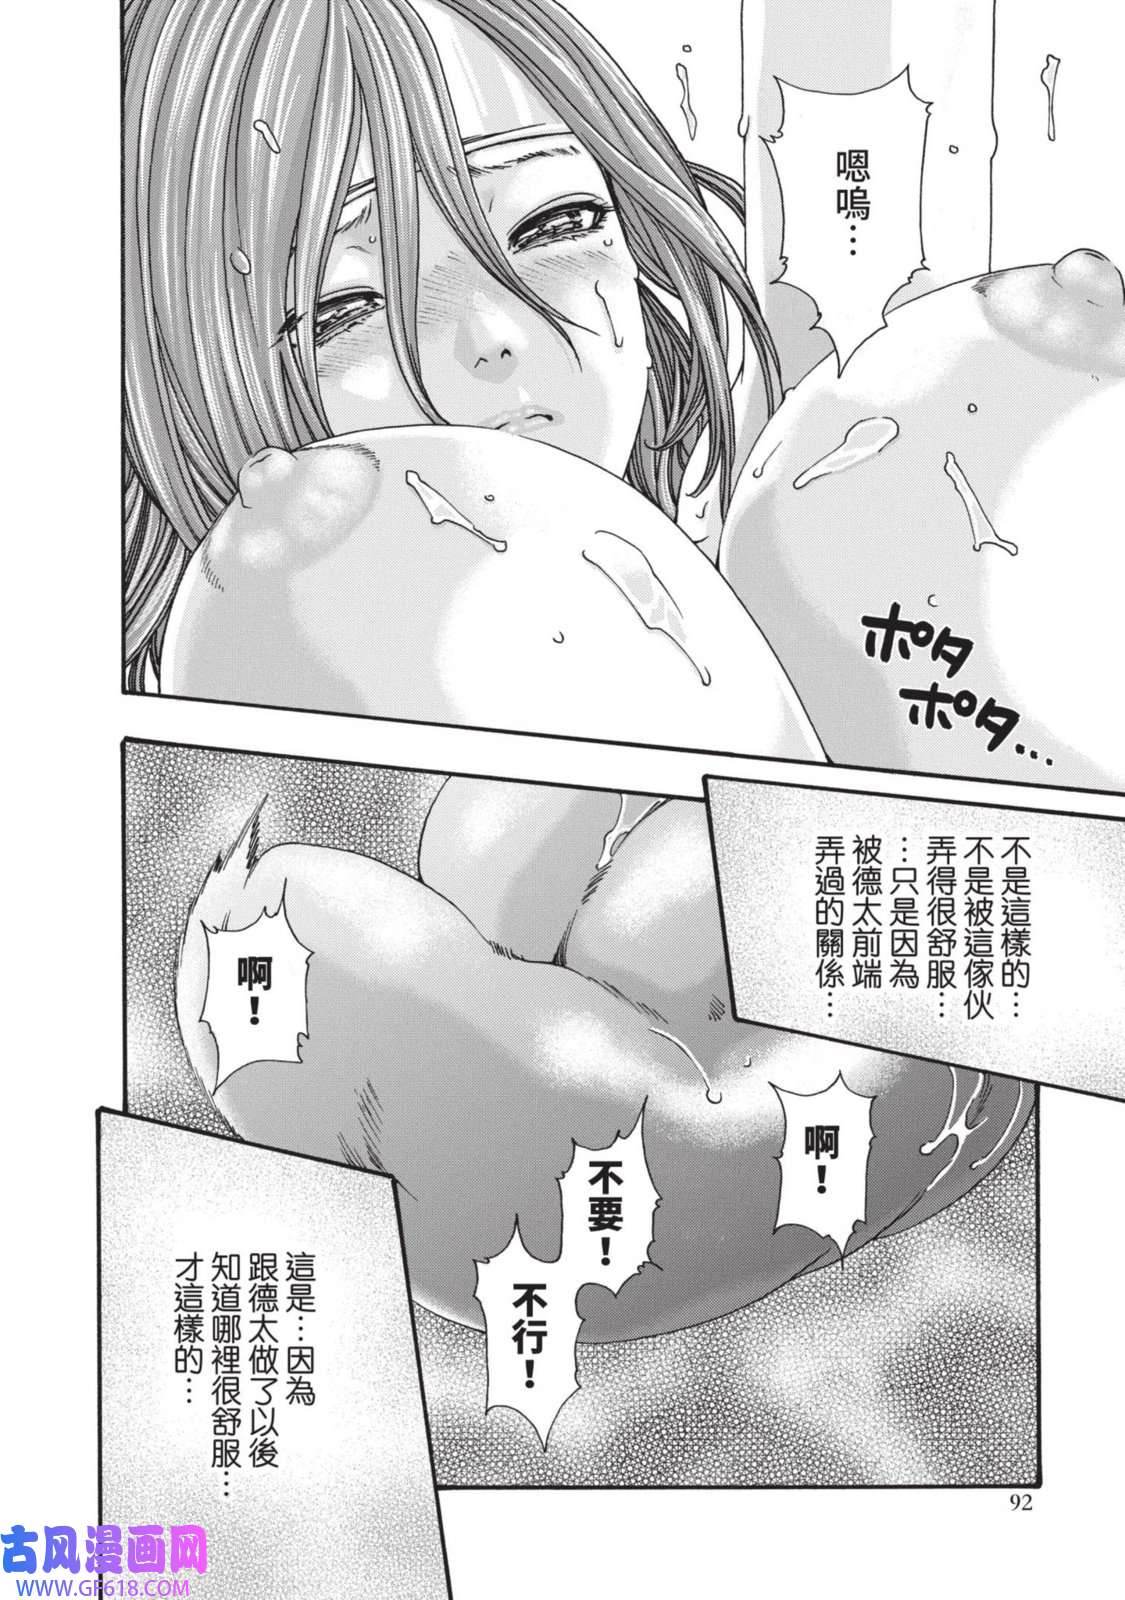 嗯嗚…
ポタ
ポタ…
不是這樣的…
不是被這傢伙
弄得很舒服…
…只是因為
被德太前端
弄過的關係…
啊！
不要！
不行！
啊！
這是…因為
跟德太做了以後
知道哪裡很舒服…
才這樣的…
92
古风漫画网
WWW.GF618.COM